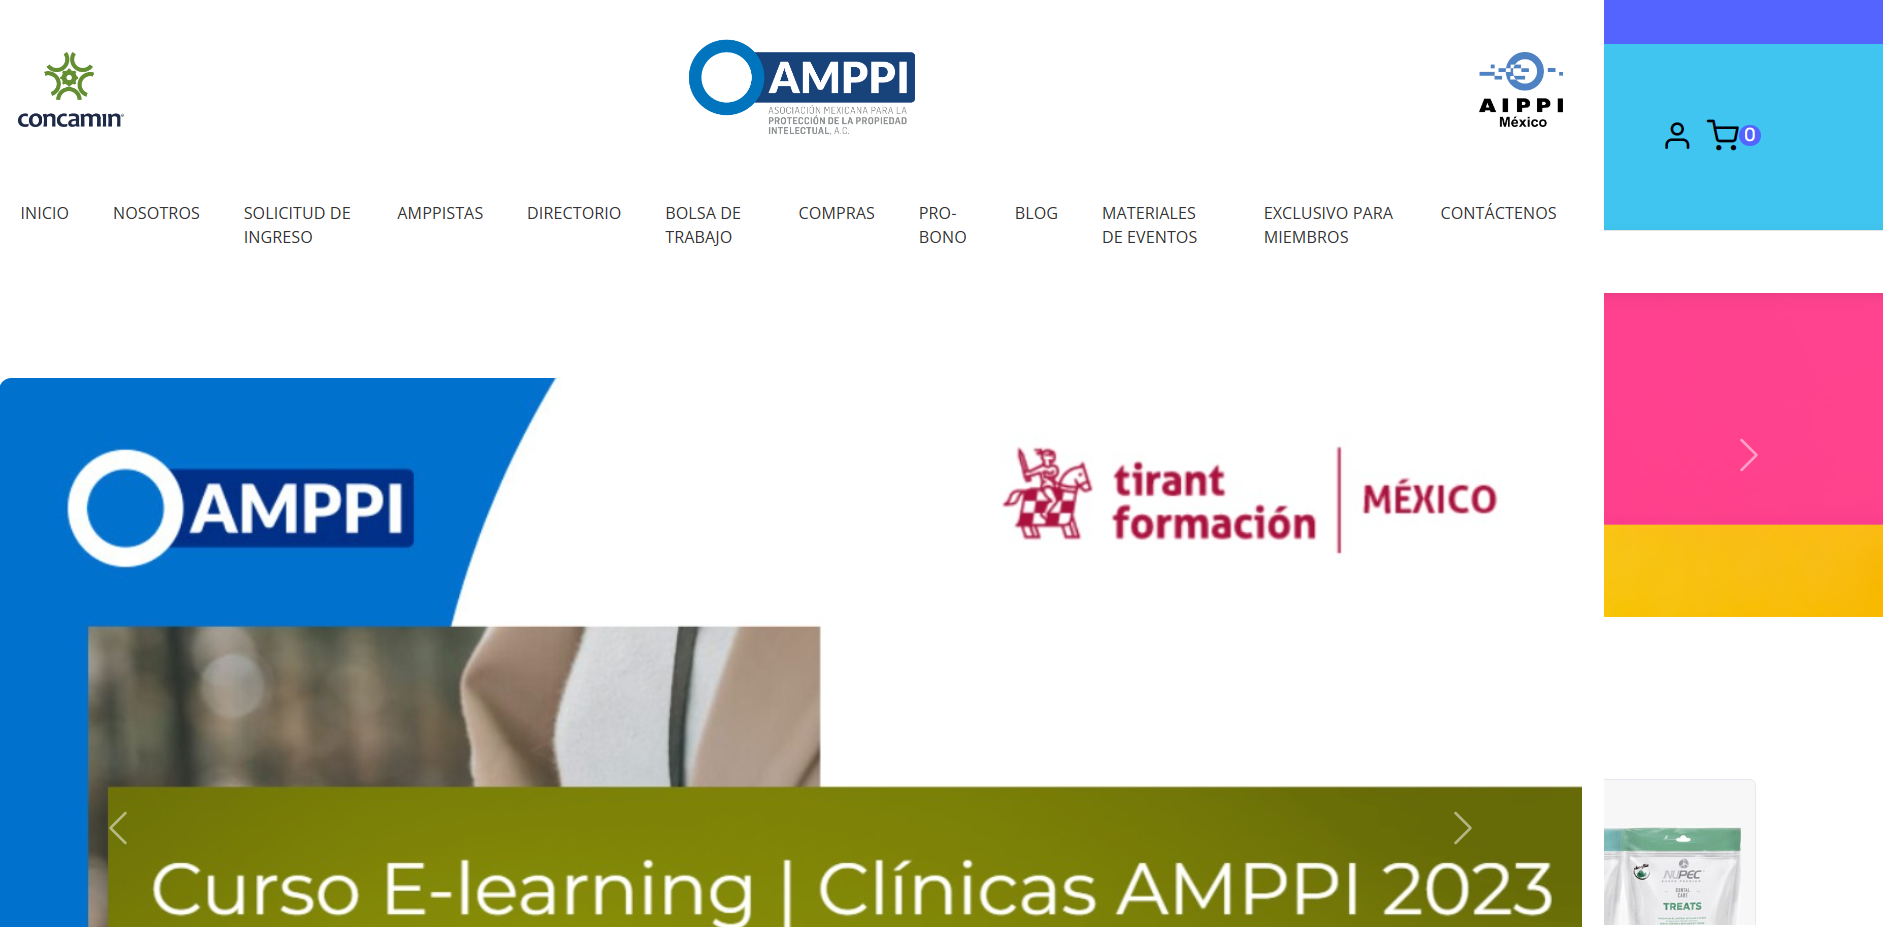 concamin
AMPPI
ASOCIACIÓN MEXICANA PARA LA
PROTECCIÓN DE LA PROPIEDAD
INTELECTUAL, A.C.
AIPPI
México
0
INICIO
NOSOTROS
SOLICITUD DE
INGRESO
AMPPISTAS
DIRECTORIO
BOLSA DE
TRABAJO
COMPRAS
PRO-
BONO
BLOG
MATERIALES
DE EVENTOS
EXCLUSIVO PARA
MIEMBROS
CONTÁCTENOS
AMPPI
tirant
formación
MÉXICO
Curso E-learning | Clínicas AMPPI 2023
NUPEC
DENTAL
CARE
TREATS